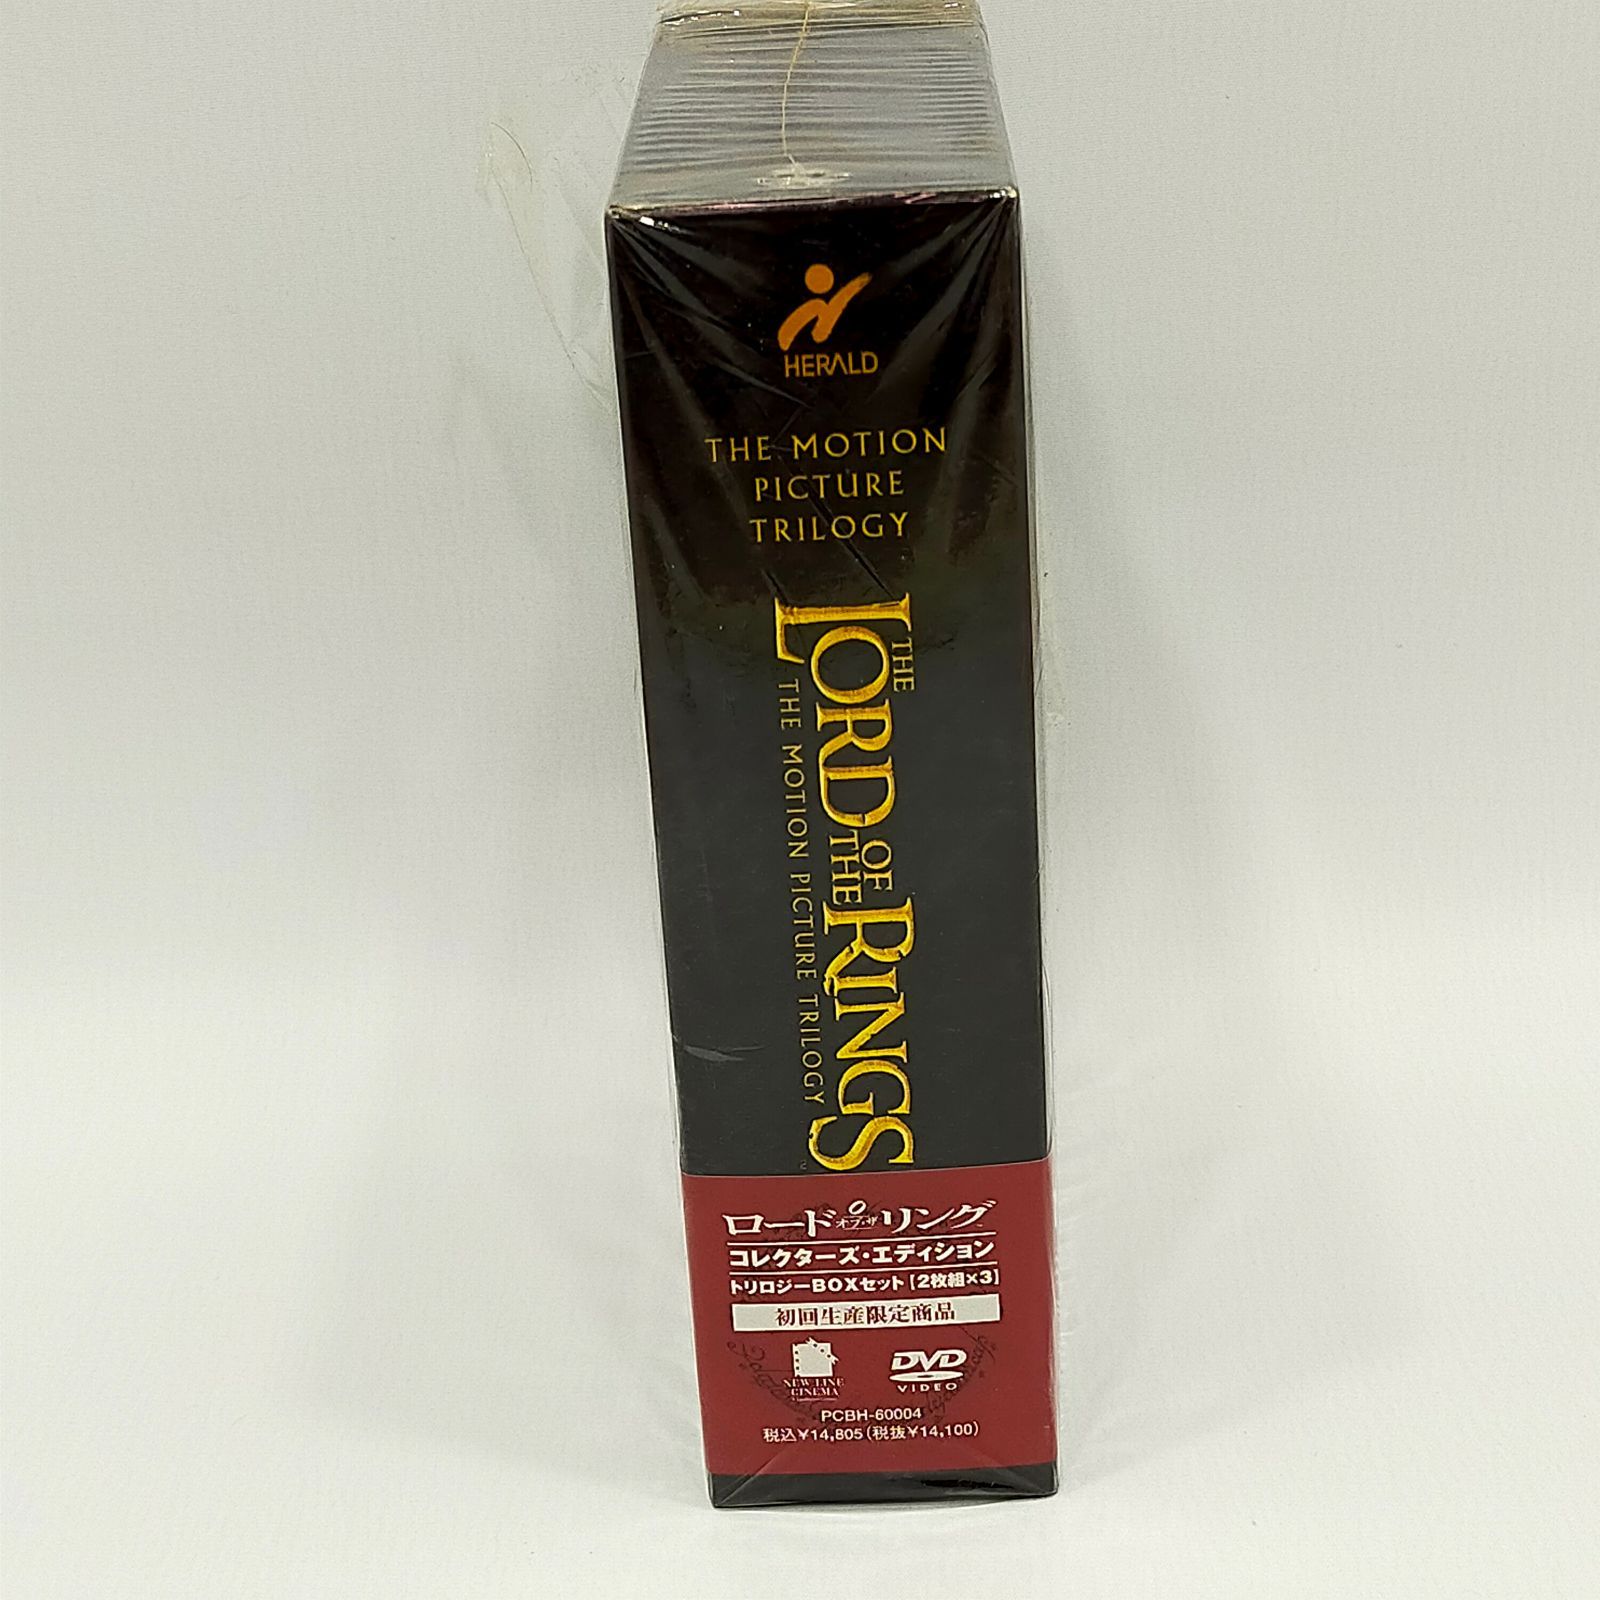 HERALD
THE MOTION
PICTURE
TRILOGY
THE
LORD
OF
THE
RINGS
THE MOTION PICTURE TRILOGY
ロード・オブ・ザ・リング
コレクターズ・エディション
トリロジーBOXセット【2枚組×3】
初回生産限定商品
NEW LINE
CINEMA
DVD
VIDEO
PCBH-60004
税込¥14,805(税抜¥14,100)